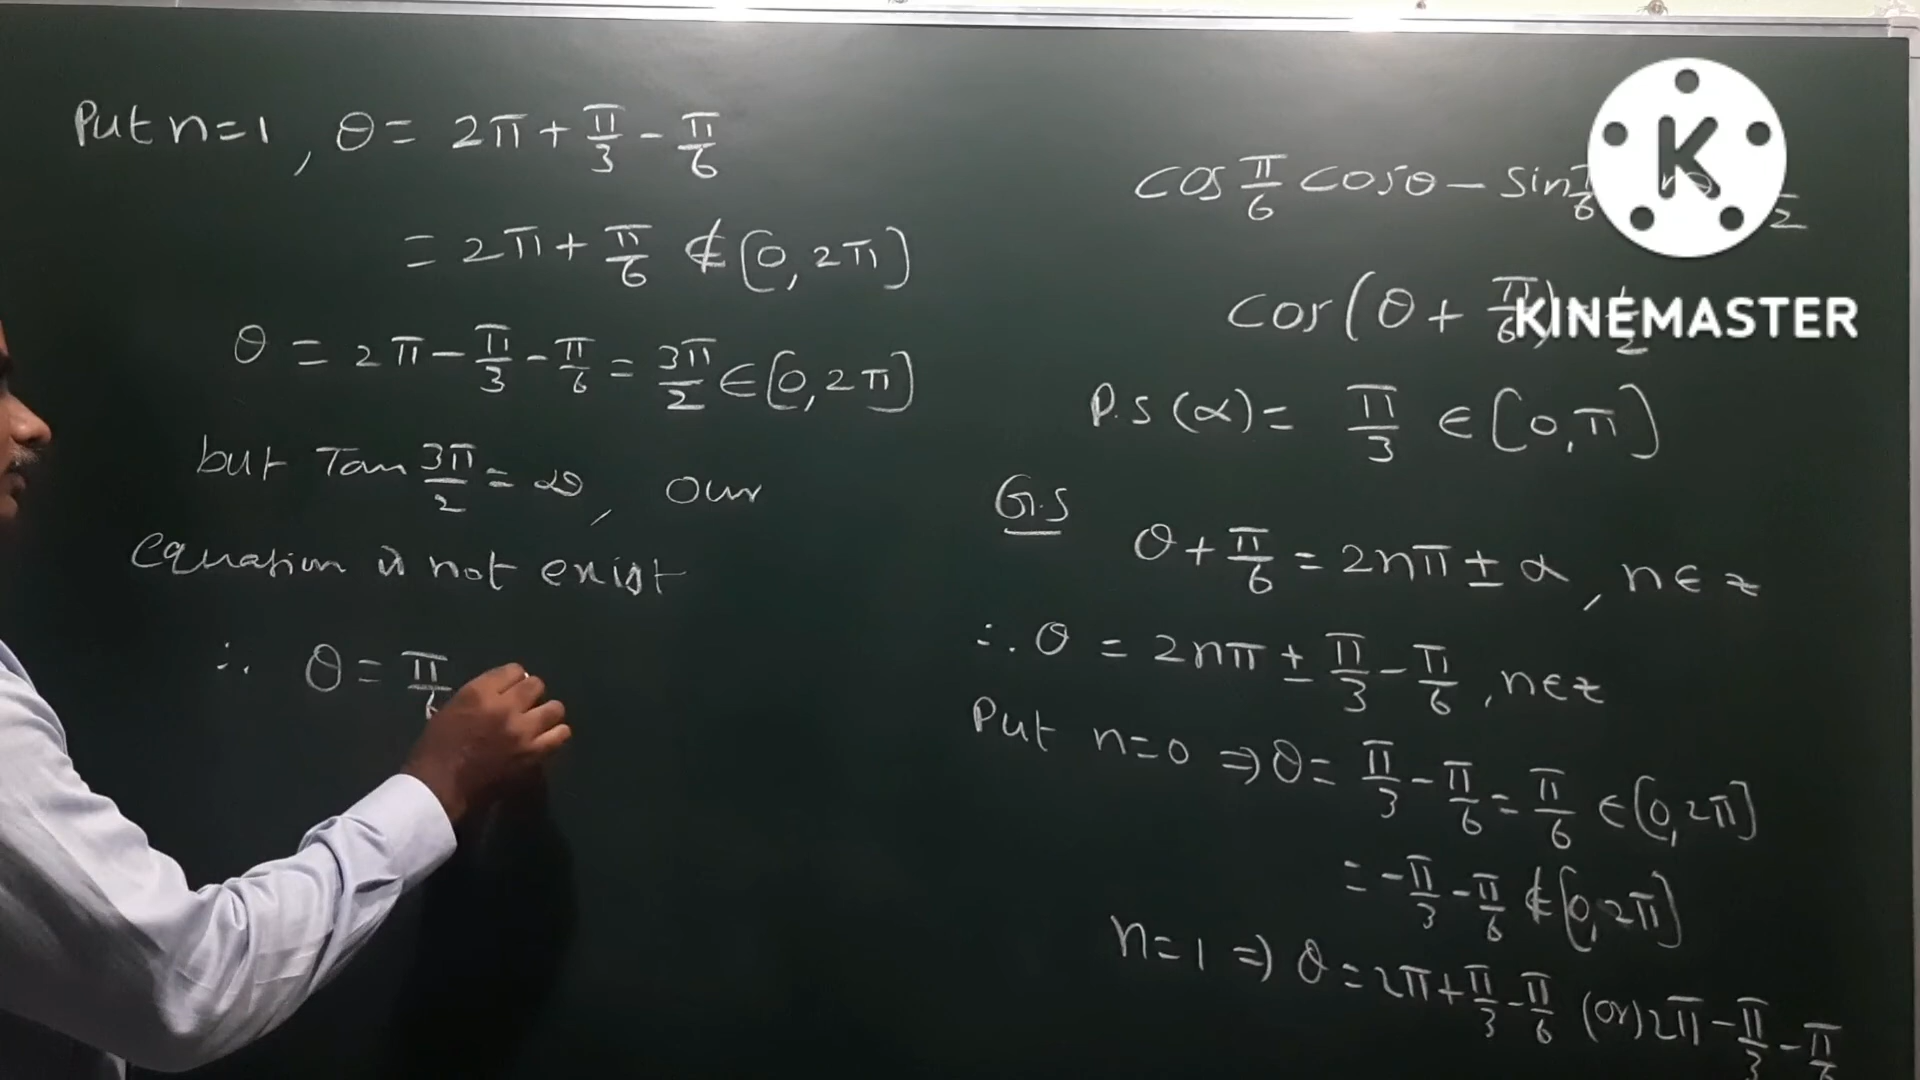 Put n=1, θ = 2π + π/3 - π/6
= 2π + π/6 ∉ [0, 2π]
θ = 2π - π/3 - π/6 = 3π/2 ∈ [0, 2π]
but Tan 3π/2 = ∞, our
equation is not exist
∴ θ = π/6
cos π/6 cosθ - sin π/6
2
K
cos(θ + π/6)
KINEMASTER
P.S (α) = π/3 ∈ [0, π]
G.S
θ + π/6 = 2nπ ± α, n ∈ z
∴ θ = 2nπ ± π/3 - π/6, n ∈ z
Put n=0 ⇒ θ = π/3 - π/6 = π/6 ∈ [0, 2π]
= -π/3 - π/6 ∉ [0, 2π]
n=1 ⇒ θ = 2π + π/3 - π/6 (or) 2π - π/3 - π/6